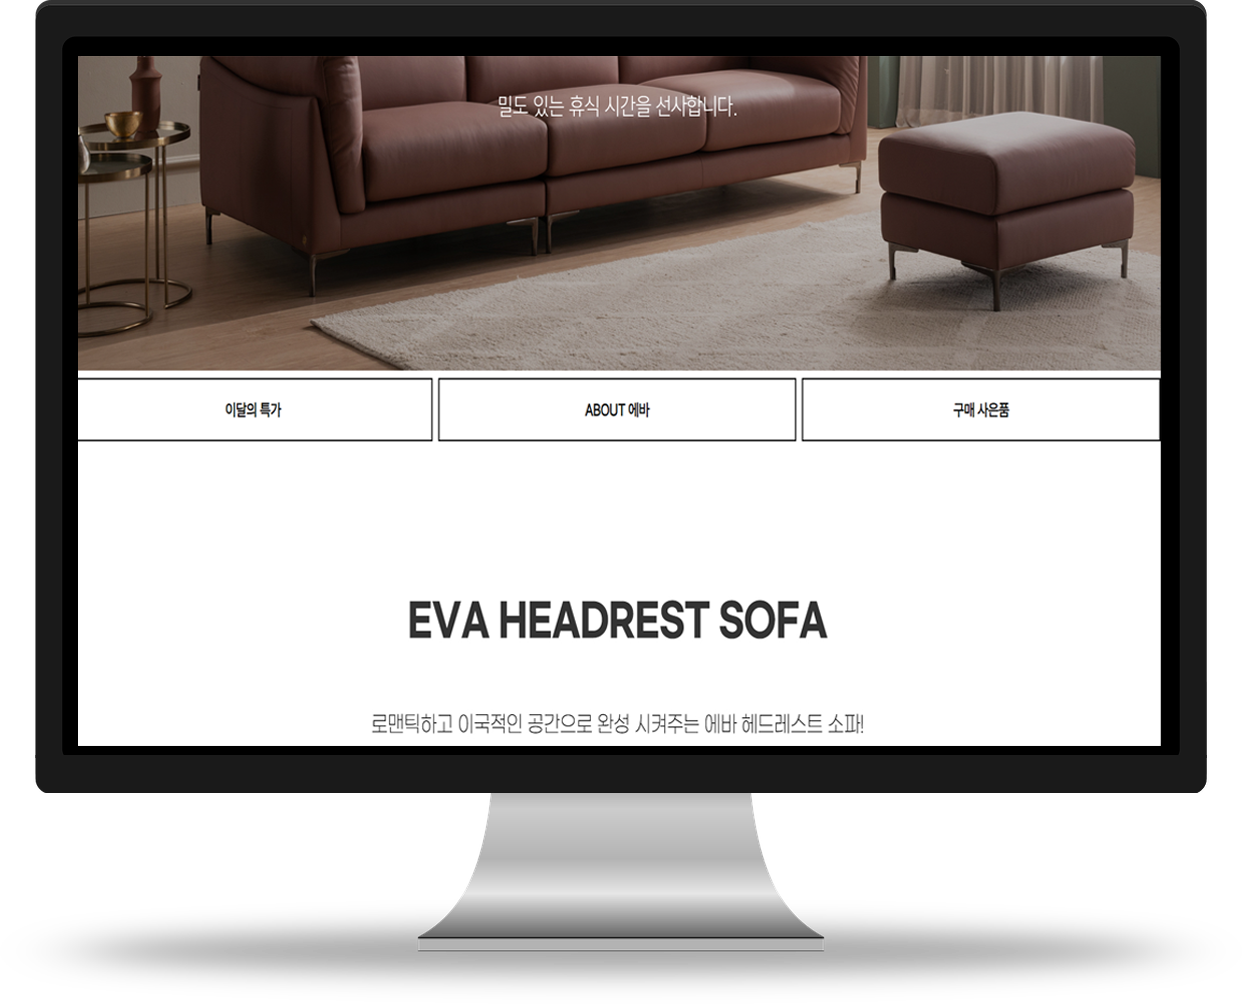 밀도 있는 휴식 시간을 선사합니다.
이달의 특가
ABOUT 에바
구매 사은품
EVA HEADREST SOFA
로맨틱하고 이국적인 공간으로 완성 시켜주는 에바 헤드레스트 소파!